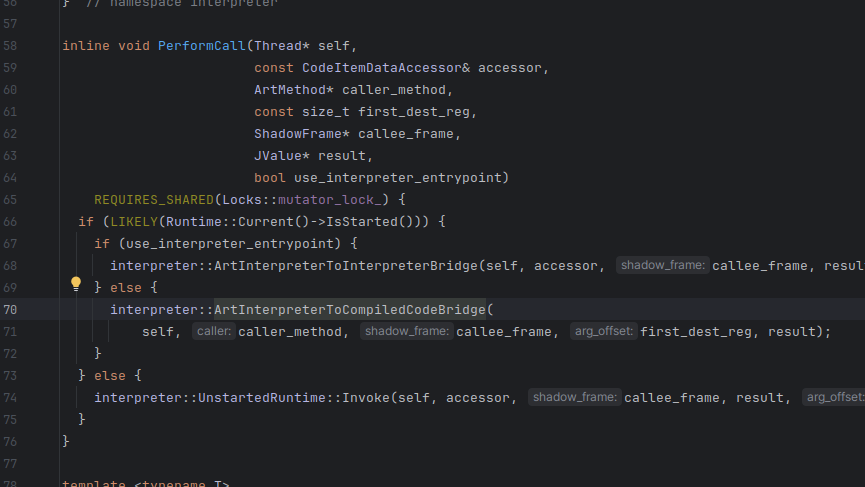 56 } // namespace interpreter
57
58 inline void PerformCall(Thread* self,
59 const CodeItemDataAccessor& accessor,
60 ArtMethod* caller_method,
61 const size_t first_dest_reg,
62 ShadowFrame* callee_frame,
63 JValue* result,
64 bool use_interpreter_entrypoint)
65 REQUIRES_SHARED(Locks::mutator_lock_) {
66 if (LIKELY(Runtime::Current()->IsStarted())) {
67 if (use_interpreter_entrypoint) {
68 interpreter::ArtInterpreterToInterpreterBridge(self, accessor, shadow_frame: callee_frame, resul
69 } else {
70 interpreter::ArtInterpreterToCompiledCodeBridge(
71 self, caller: caller_method, shadow_frame: callee_frame, arg_offset: first_dest_reg, result);
72 }
73 } else {
74 interpreter::UnstartedRuntime::Invoke(self, accessor, shadow_frame: callee_frame, result, arg_offset:
75 }
76 }
77
78 template <typename T>